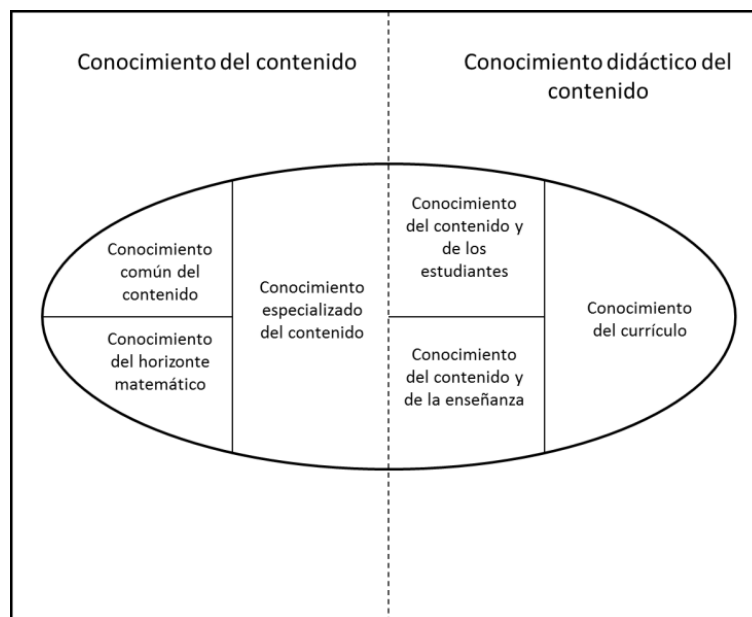 Conocimiento del contenido
Conocimiento didáctico del
contenido
Conocimiento
común del
contenido
Conocimiento
del horizonte
matemático
Conocimiento
especializado
del contenido
Conocimiento
del contenido y
de los
estudiantes
Conocimiento
del contenido y
de la enseñanza
Conocimiento
del currículo